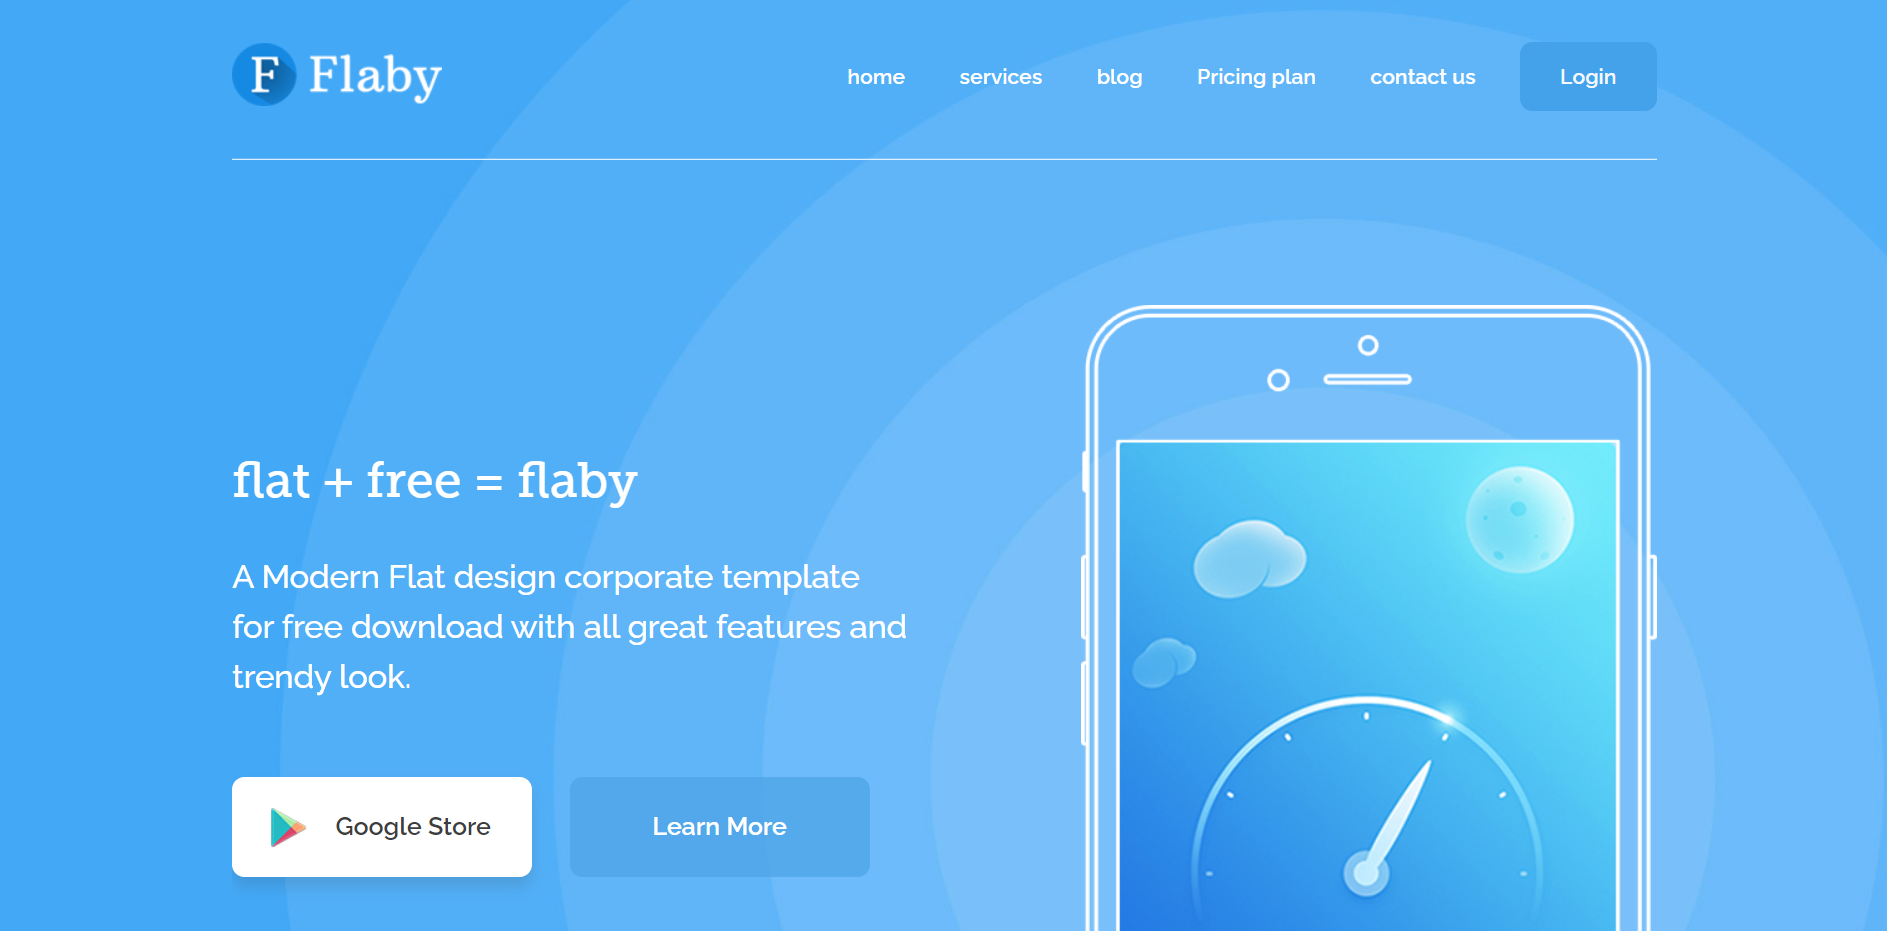 F Flaby
home services blog Pricing plan contact us Login
flat + free = flaby
A Modern Flat design corporate template
for free download with all great features and
trendy look.
Google Store Learn More